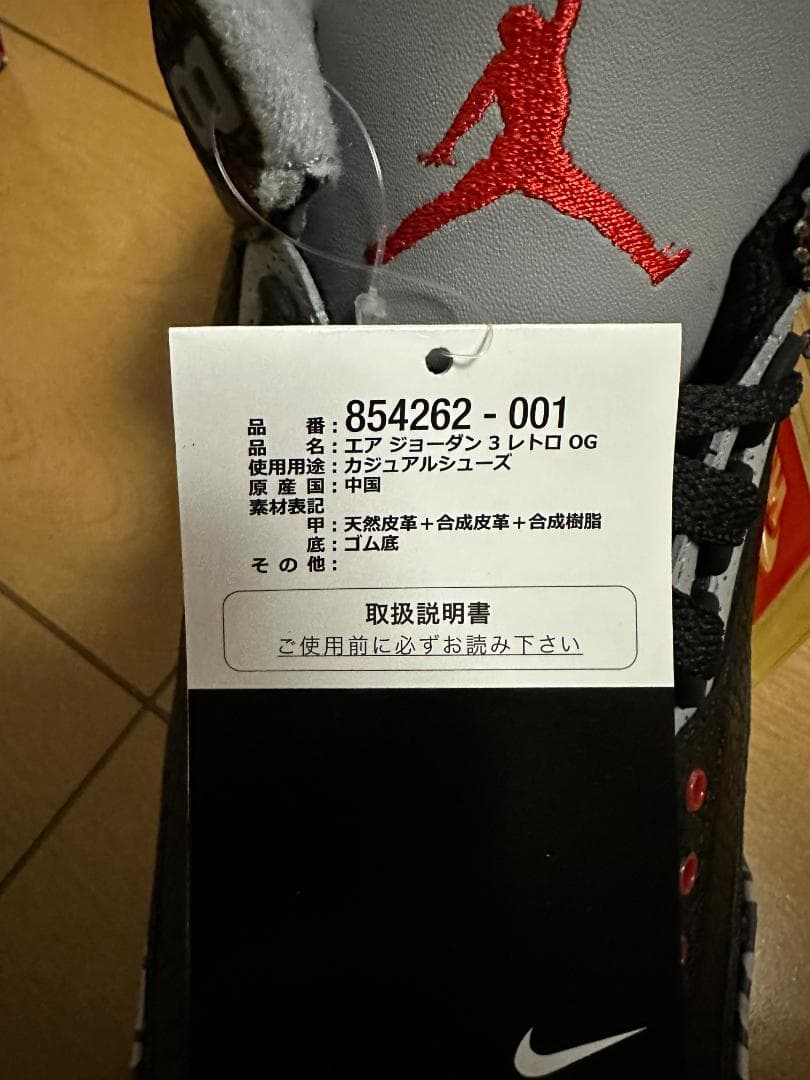 品番：854262 - 001
品名：エア ジョーダン 3 レトロ OG
使用用途：カジュアルシューズ
原産国：中国
素材表記
甲：天然皮革＋合成皮革＋合成樹脂
底：ゴム底
その他：
取扱説明書
ご使用前に必ずお読み下さい